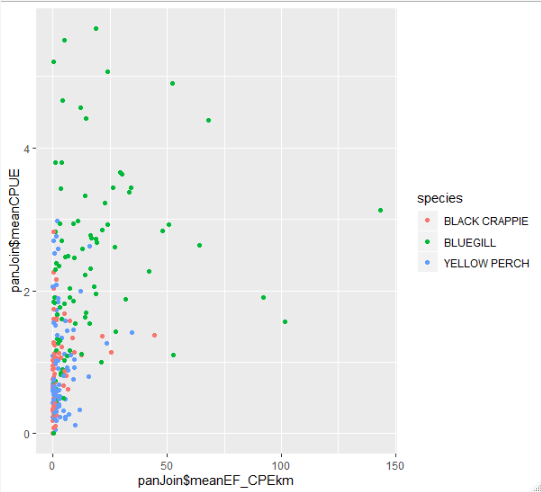 4
2
0
panJoin$meanCPUE
0
50
100
150
panJoin$meanEF_CPEkm
species
BLACK CRAPPIE
BLUEGILL
YELLOW PERCH